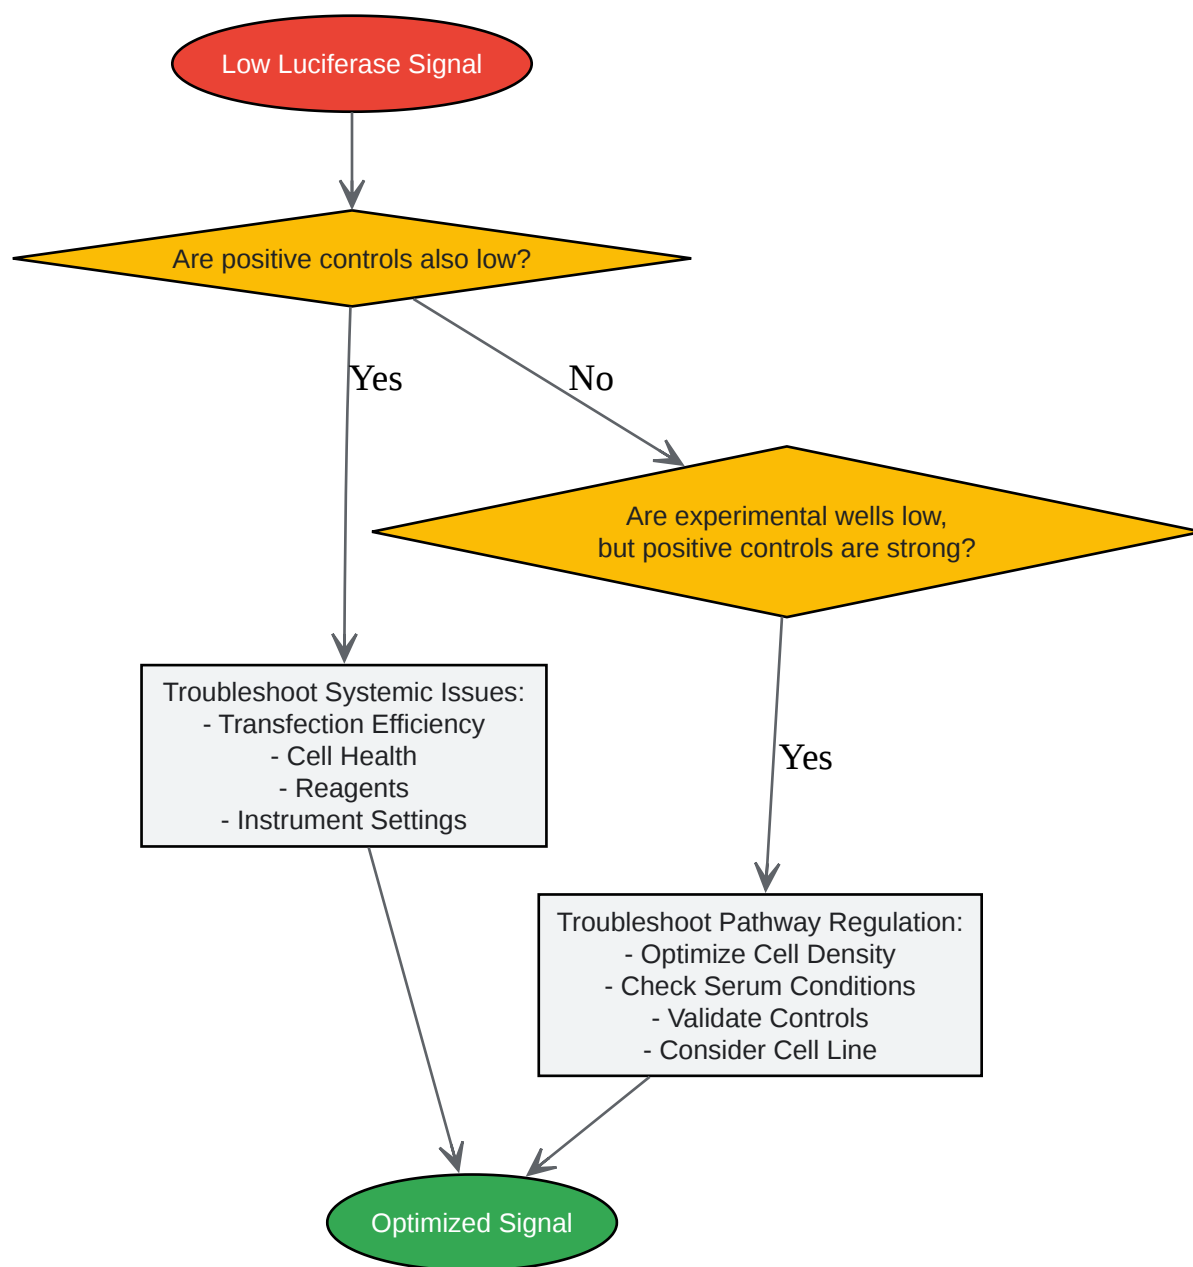 Low Luciferase Signal
Are positive controls also low?
Yes
No
Are experimental wells low,
but positive controls are strong?
Troubleshoot Systemic Issues:
- Transfection Efficiency
- Cell Health
- Reagents
- Instrument Settings
Yes
Troubleshoot Pathway Regulation:
- Optimize Cell Density
- Check Serum Conditions
- Validate Controls
- Consider Cell Line
Optimized Signal